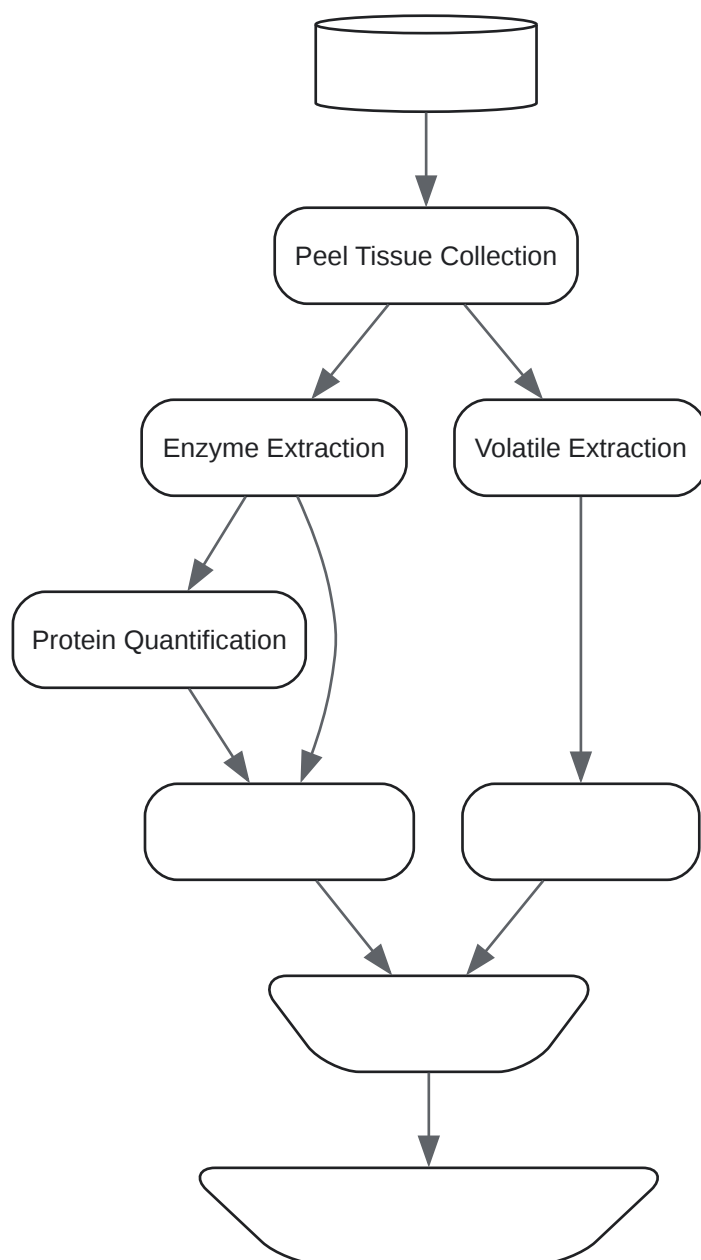 Peel Tissue Collection
Enzyme Extraction
Volatile Extraction
Protein Quantification